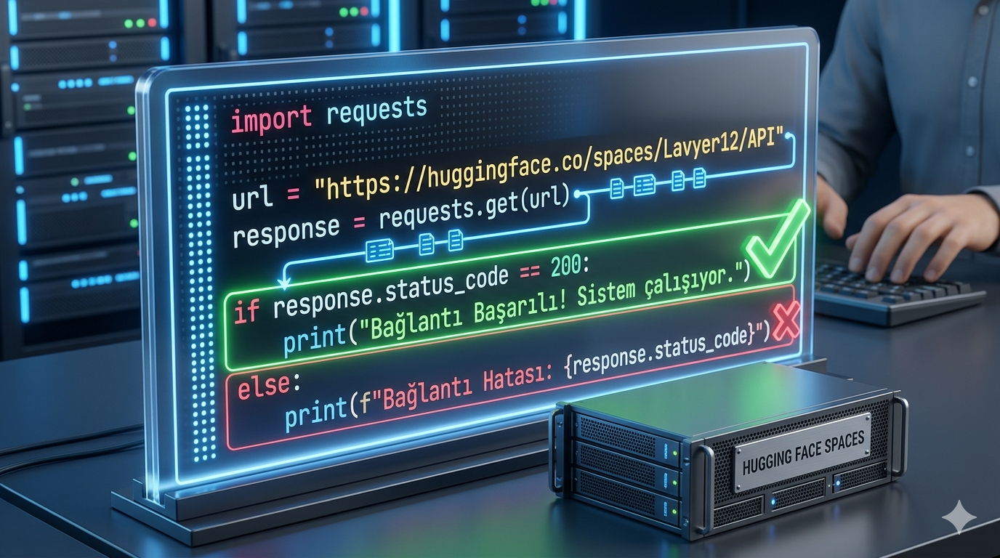 import requests
url = "https://huggingface.co/spaces/Lavyer12/API"
response = requests.get(url)
if response.status_code == 200:
print("Bağlantı Başarılı! Sistem çalışıyor.")
else:
print(f"Bağlantı Hatası: {response.status_code}")
HUGGING FACE SPACES